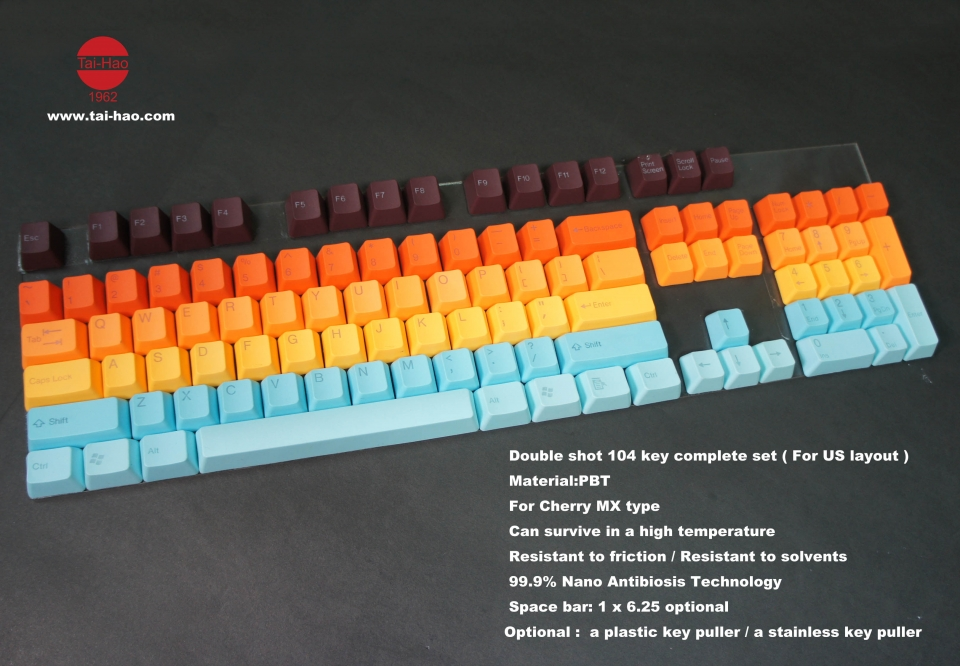 Tai-Hao
1962
www.tai-hao.com
Esc F1 F2 F3 F4 F5 F6 F7 F8 F9 F10 F11 F12 Print Screen Scroll Lock Pause
Backspace
Tab Q W E R T Y U I O P
Caps Lock A S D F G H J K L Enter
Shift Z X C V B N M Shift
Ctrl Alt Alt Ctrl
Double shot 104 key complete set ( For US layout )
Material:PBT
For Cherry MX type
Can survive in a high temperature
Resistant to friction / Resistant to solvents
99.9% Nano Antibiosis Technology
Space bar: 1 x 6.25 optional
Optional :  a plastic key puller / a stainless key puller